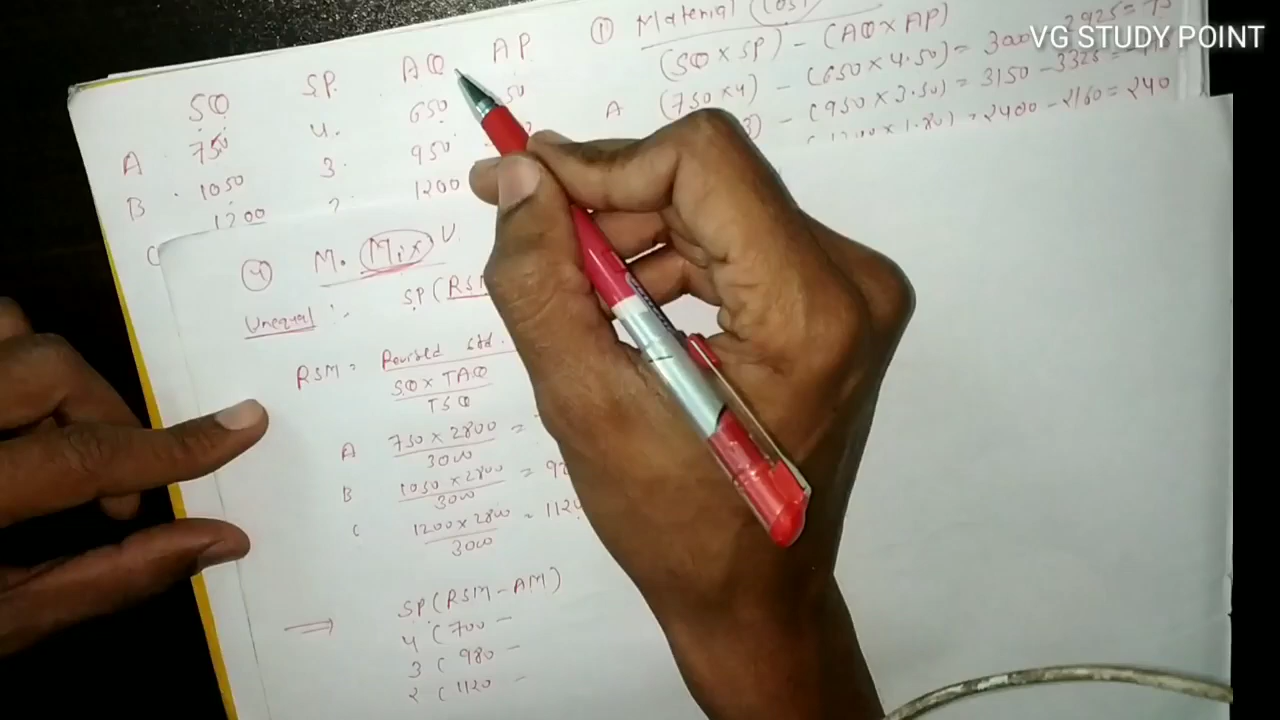 VG STUDY POINT
SQ SP. AQ AP
A 750 4. 650 50
B 1050 3. 950
C 1200 1200
① Material Cost
(SQ × SP) - (AQ × AP)
A (750 × 4) - (650 × 4.50) = 3000 2925 =
- (950 × 3.50) = 3150 - 3325 =
= 2400 - 2160 = 240
④ M. Mix V.
Unequal :- SP (RSM
RSM = Revised Std.
SQ × TAQ
TSQ
A 750 × 2800 =
3000
B 1050 × 2800 =
3000
C 1200 × 2800 =
3000
⇒ SP (RSM - AM)
4 ( 700 -
3 ( 980 -
2 ( 1120 -